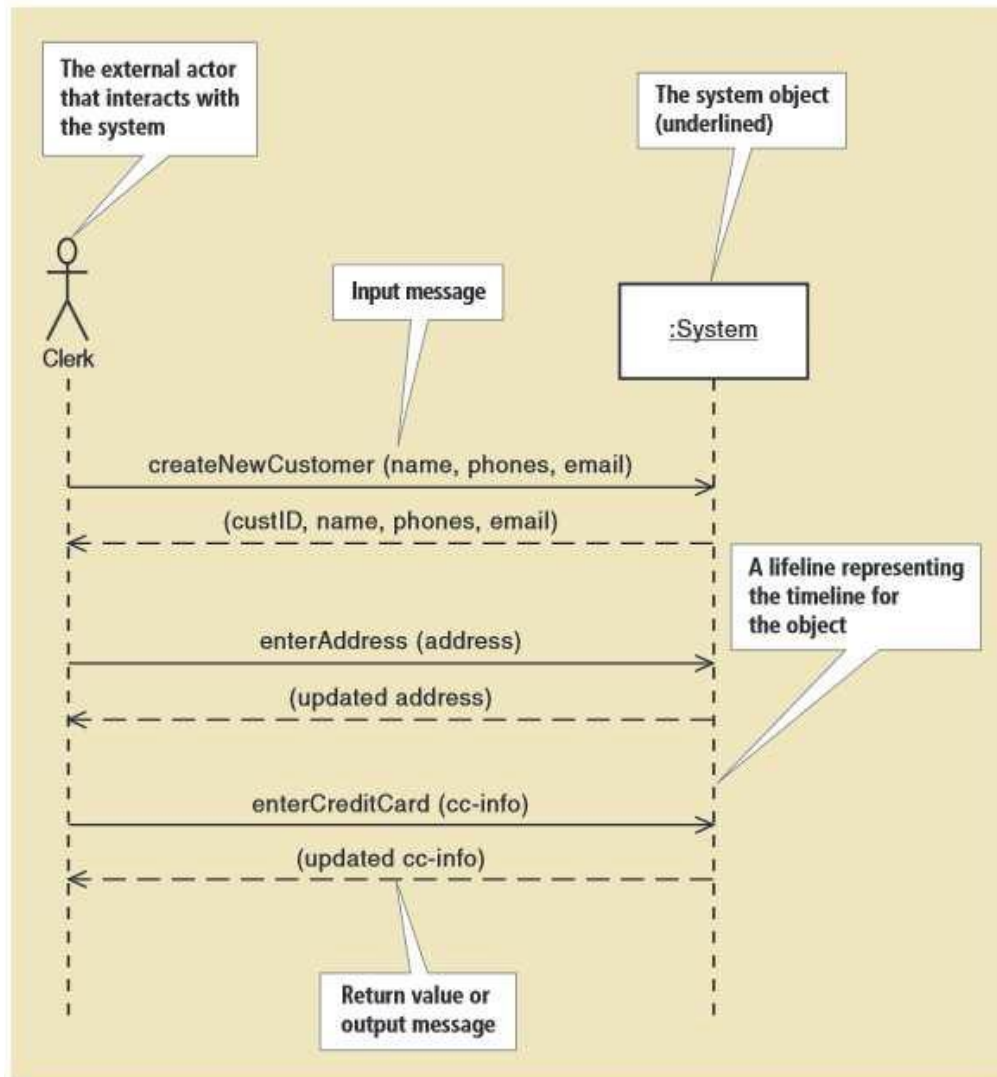 The external actor
that interacts with
the system
The system object
(underlined)
Input message
:System
Clerk
createNewCustomer (name, phones, email)
(custID, name, phones, email)
A lifeline representing
the timeline for
the object
enterAddress (address)
(updated address)
enterCreditCard (cc-info)
(updated cc-info)
Return value or
output message